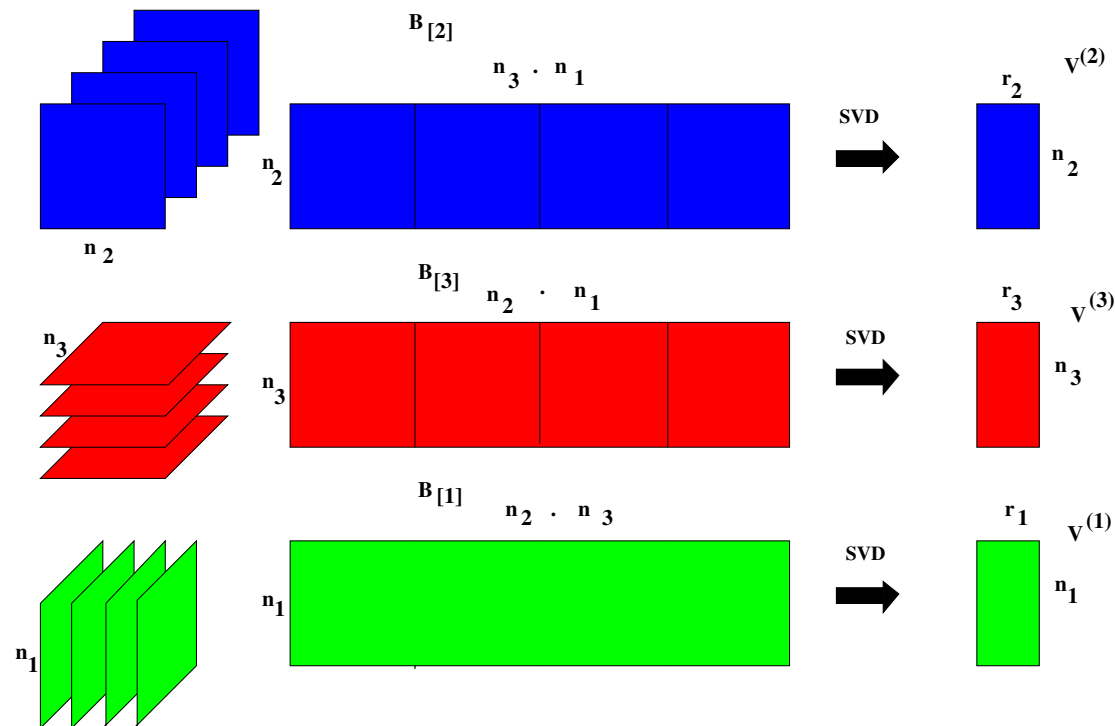 B[2]
n3 . n1
r2 V(2)
SVD
n2 n2
n2
B[3]
n2 . n1
r3 V(3)
n3 SVD
n3 n3
B[1]
n2 . n3
r1 V(1)
SVD
n1 n1
n1